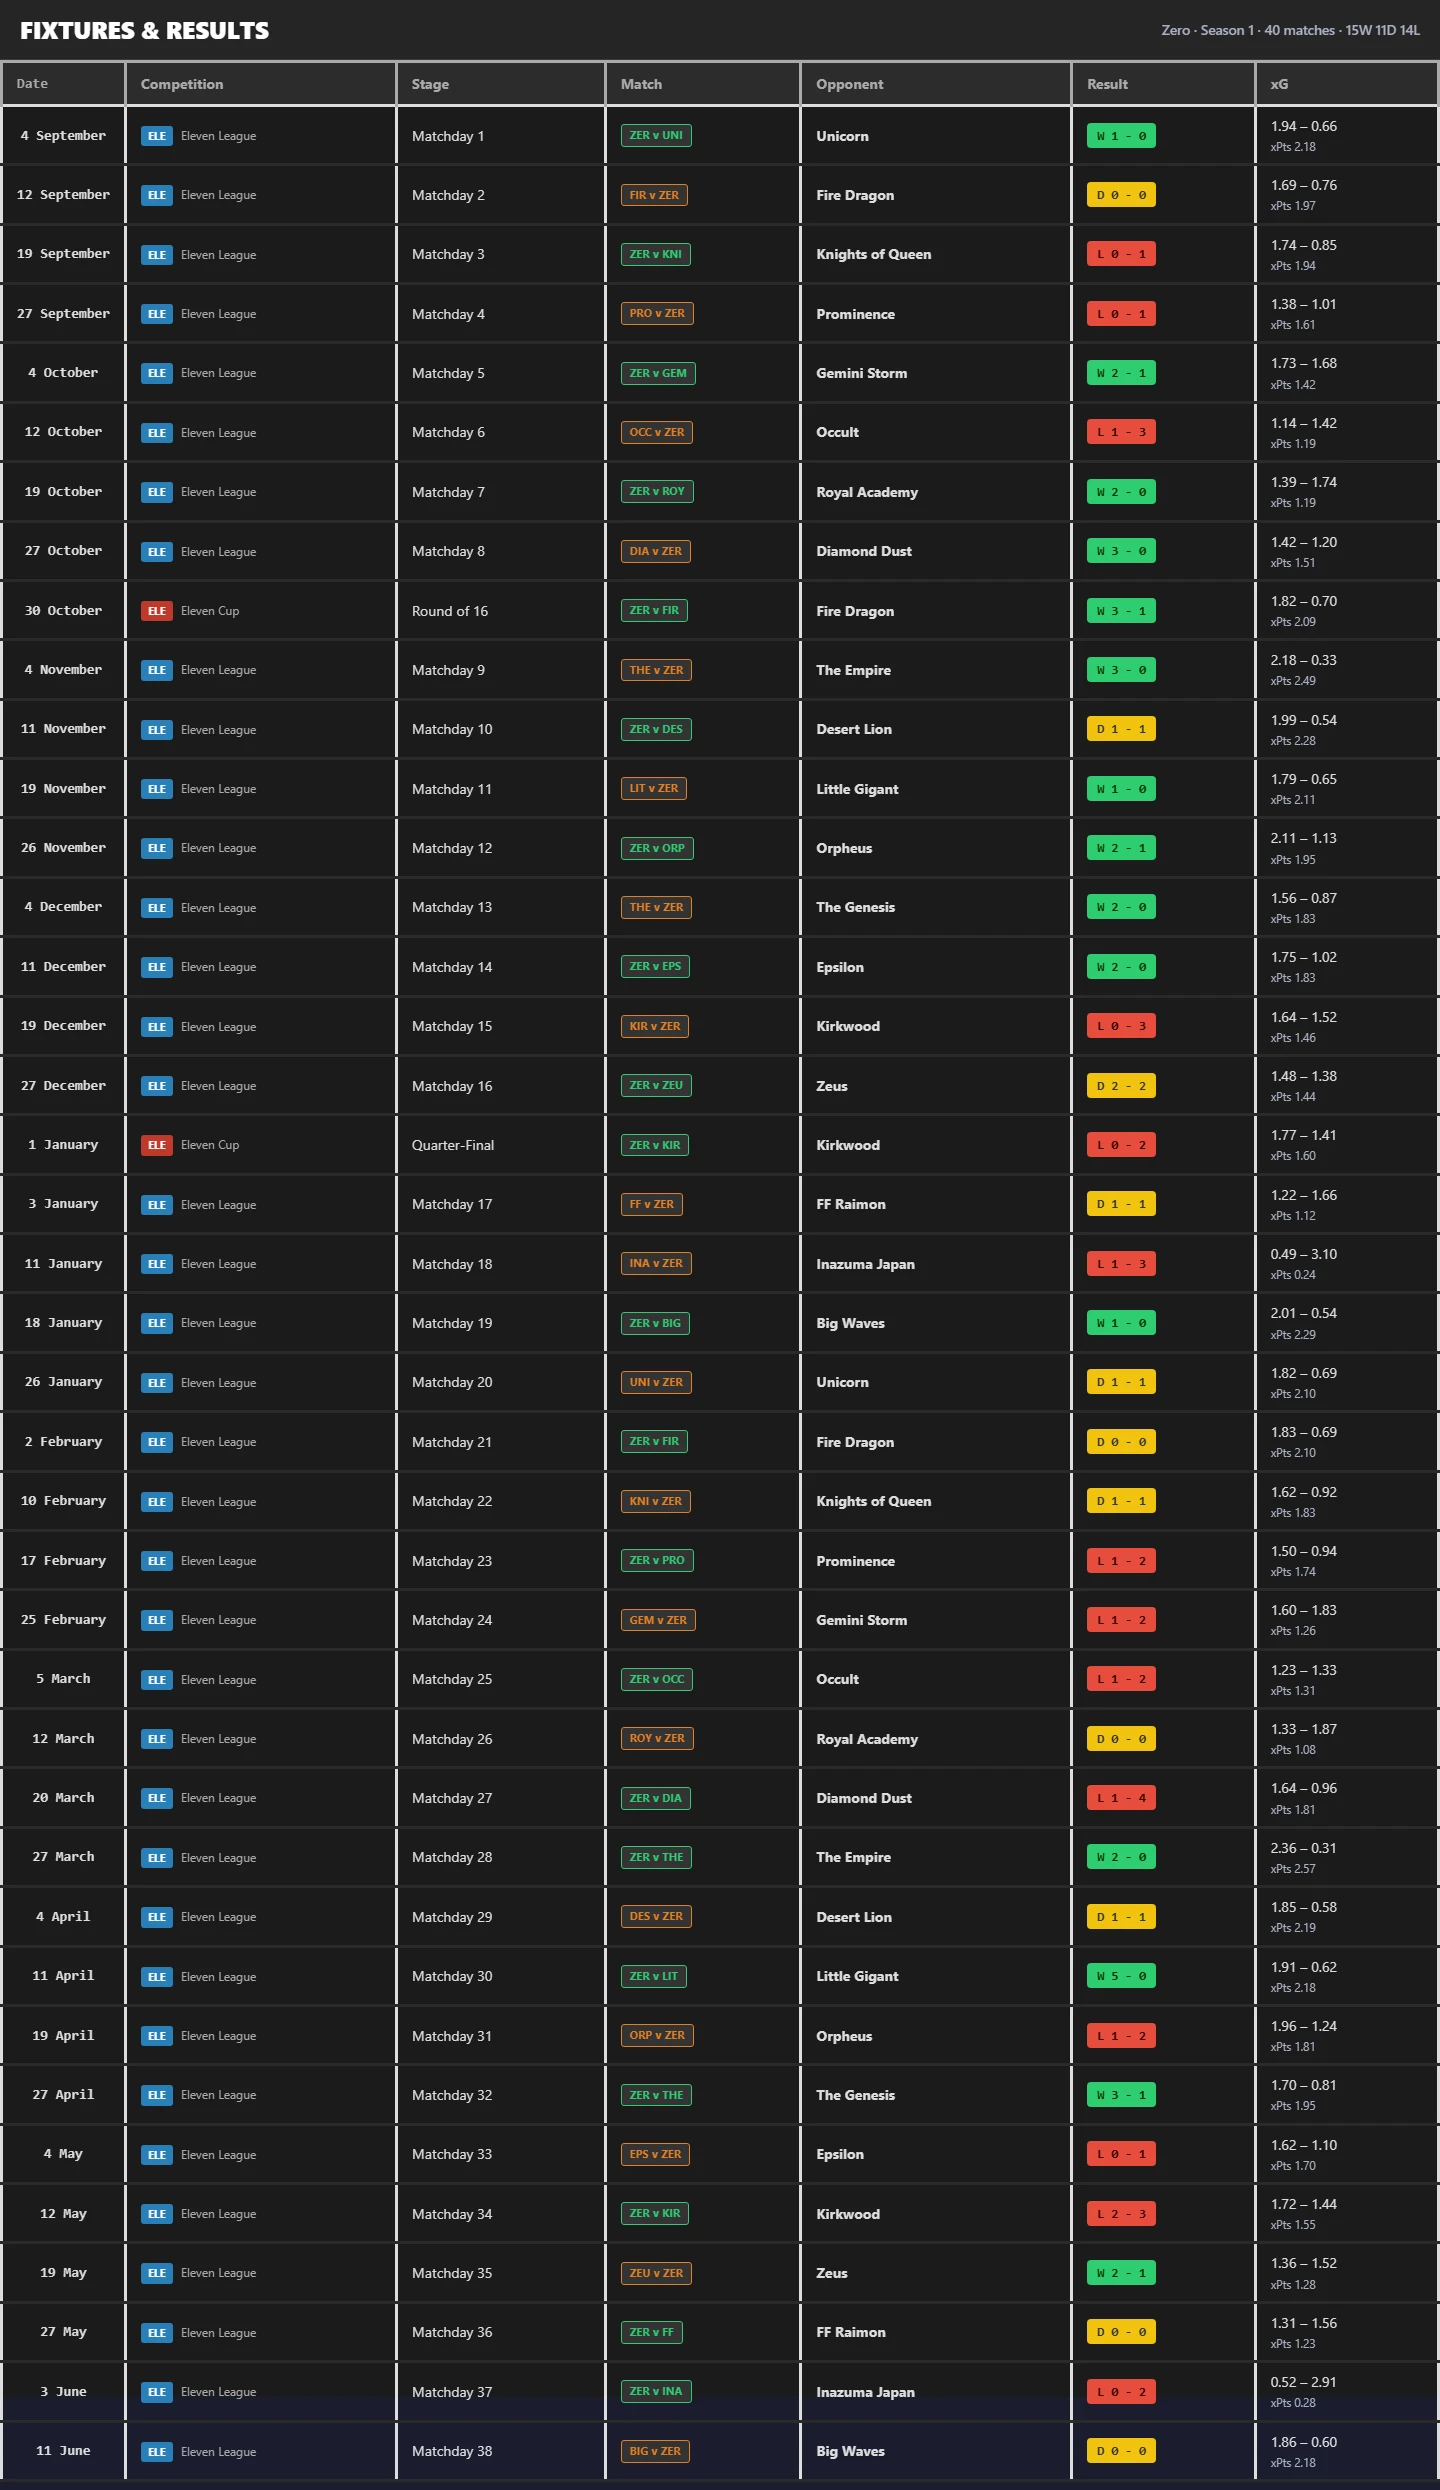 FIXTURES & RESULTS
Zero · Season 1 · 40 matches · 15W 11D 14L
Date Competition Stage Match Opponent Result xG
4 September ELE Eleven League Matchday 1 ZER v UNI Unicorn W 1 - 0 1.94 – 0.66
xPts 2.18
12 September ELE Eleven League Matchday 2 FIR v ZER Fire Dragon D 0 - 0 1.69 – 0.76
xPts 1.97
19 September ELE Eleven League Matchday 3 ZER v KNI Knights of Queen L 0 - 1 1.74 – 0.85
xPts 1.94
27 September ELE Eleven League Matchday 4 PRO v ZER Prominence L 0 - 1 1.38 – 1.01
xPts 1.61
4 October ELE Eleven League Matchday 5 ZER v GEM Gemini Storm W 2 - 1 1.73 – 1.68
xPts 1.42
12 October ELE Eleven League Matchday 6 OCC v ZER Occult L 1 - 3 1.14 – 1.42
xPts 1.19
19 October ELE Eleven League Matchday 7 ZER v ROY Royal Academy W 2 - 0 1.39 – 1.74
xPts 1.19
27 October ELE Eleven League Matchday 8 DIA v ZER Diamond Dust W 3 - 0 1.42 – 1.20
xPts 1.51
30 October ELE Eleven Cup Round of 16 ZER v FIR Fire Dragon W 3 - 1 1.82 – 0.70
xPts 2.09
4 November ELE Eleven League Matchday 9 THE v ZER The Empire W 3 - 0 2.18 – 0.33
xPts 2.49
11 November ELE Eleven League Matchday 10 ZER v DES Desert Lion D 1 - 1 1.99 – 0.54
xPts 2.28
19 November ELE Eleven League Matchday 11 LIT v ZER Little Gigant W 1 - 0 1.79 – 0.65
xPts 2.11
26 November ELE Eleven League Matchday 12 ZER v ORP Orpheus W 2 - 1 2.11 – 1.13
xPts 1.95
4 December ELE Eleven League Matchday 13 THE v ZER The Genesis W 2 - 0 1.56 – 0.87
xPts 1.83
11 December ELE Eleven League Matchday 14 ZER v EPS Epsilon W 2 - 0 1.75 – 1.02
xPts 1.83
19 December ELE Eleven League Matchday 15 KIR v ZER Kirkwood L 0 - 3 1.64 – 1.52
xPts 1.46
27 December ELE Eleven League Matchday 16 ZER v ZEU Zeus D 2 - 2 1.48 – 1.38
xPts 1.44
1 January ELE Eleven Cup Quarter-Final ZER v KIR Kirkwood L 0 - 2 1.77 – 1.41
xPts 1.60
3 January ELE Eleven League Matchday 17 FF v ZER FF Raimon D 1 - 1 1.22 – 1.66
xPts 1.12
11 January ELE Eleven League Matchday 18 INA v ZER Inazuma Japan L 1 - 3 0.49 – 3.10
xPts 0.24
18 January ELE Eleven League Matchday 19 ZER v BIG Big Waves W 1 - 0 2.01 – 0.54
xPts 2.29
26 January ELE Eleven League Matchday 20 UNI v ZER Unicorn D 1 - 1 1.82 – 0.69
xPts 2.10
2 February ELE Eleven League Matchday 21 ZER v FIR Fire Dragon D 0 - 0 1.83 – 0.69
xPts 2.10
10 February ELE Eleven League Matchday 22 KNI v ZER Knights of Queen D 1 - 1 1.62 – 0.92
xPts 1.83
17 February ELE Eleven League Matchday 23 ZER v PRO Prominence L 1 - 2 1.50 – 0.94
xPts 1.74
25 February ELE Eleven League Matchday 24 GEM v ZER Gemini Storm L 1 - 2 1.60 – 1.83
xPts 1.26
5 March ELE Eleven League Matchday 25 ZER v OCC Occult L 1 - 2 1.23 – 1.33
xPts 1.31
12 March ELE Eleven League Matchday 26 ROY v ZER Royal Academy D 0 - 0 1.33 – 1.87
xPts 1.08
20 March ELE Eleven League Matchday 27 ZER v DIA Diamond Dust L 1 - 4 1.64 – 0.96
xPts 1.81
27 March ELE Eleven League Matchday 28 ZER v THE The Empire W 2 - 0 2.36 – 0.31
xPts 2.57
4 April ELE Eleven League Matchday 29 DES v ZER Desert Lion D 1 - 1 1.85 – 0.58
xPts 2.19
11 April ELE Eleven League Matchday 30 ZER v LIT Little Gigant W 5 - 0 1.91 – 0.62
xPts 2.18
19 April ELE Eleven League Matchday 31 ORP v ZER Orpheus L 1 - 2 1.96 – 1.24
xPts 1.81
27 April ELE Eleven League Matchday 32 ZER v THE The Genesis W 3 - 1 1.70 – 0.81
xPts 1.95
4 May ELE Eleven League Matchday 33 EPS v ZER Epsilon L 0 - 1 1.62 – 1.10
xPts 1.70
12 May ELE Eleven League Matchday 34 ZER v KIR Kirkwood L 2 - 3 1.72 – 1.44
xPts 1.55
19 May ELE Eleven League Matchday 35 ZEU v ZER Zeus W 2 - 1 1.36 – 1.52
xPts 1.28
27 May ELE Eleven League Matchday 36 ZER v FF FF Raimon D 0 - 0 1.31 – 1.56
xPts 1.23
3 June ELE Eleven League Matchday 37 ZER v INA Inazuma Japan L 0 - 2 0.52 – 2.91
xPts 0.28
11 June ELE Eleven League Matchday 38 BIG v ZER Big Waves D 0 - 0 1.86 – 0.60
xPts 2.18